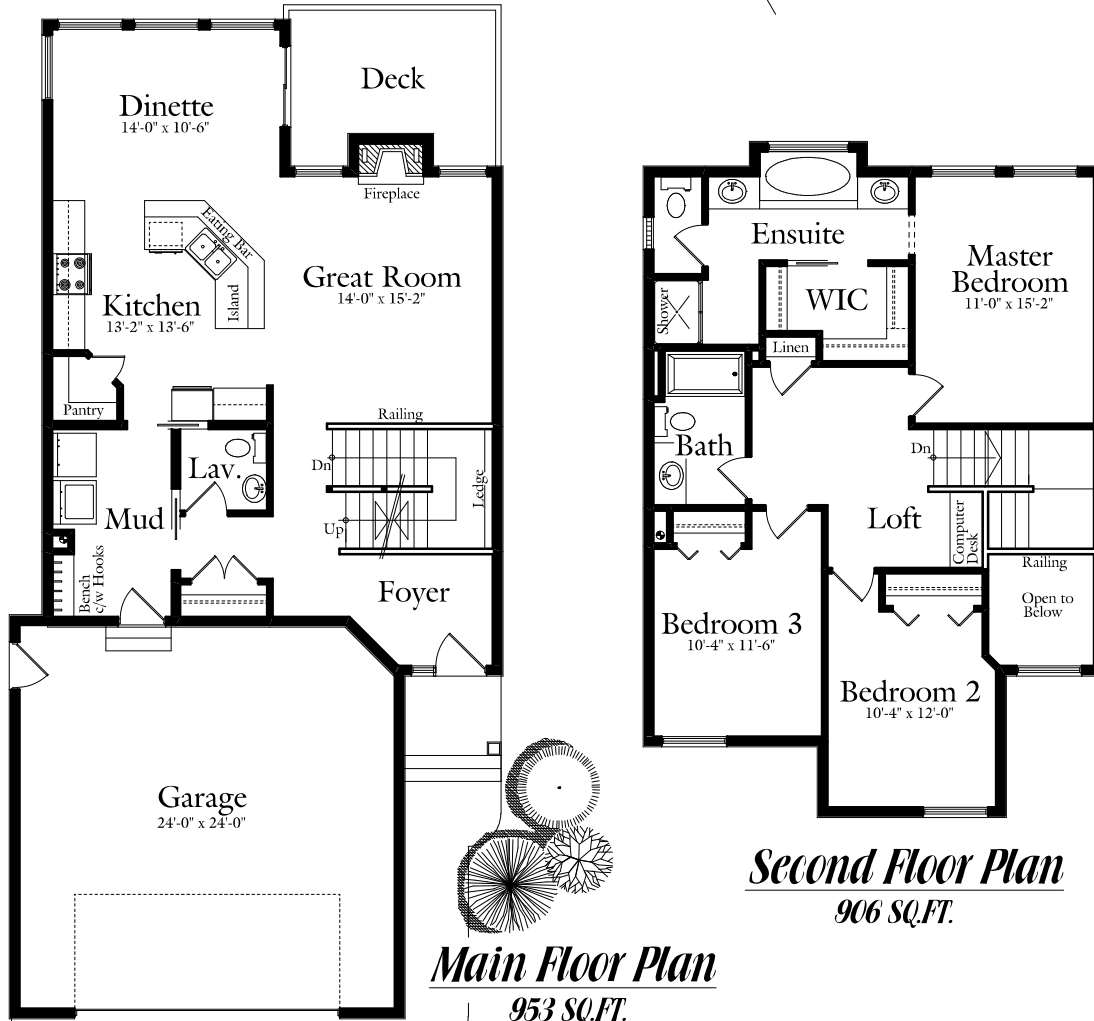 Deck
Dinette
14'-0" x 10'-6"
Fireplace
Eating Bar
Great Room
14'-0" x 15'-2"
Kitchen
13'-2" x 13'-6"
Island
Pantry
Railing
Lav.
Dn
Ledge
Mud
Up
Bench
c/w Hooks
Foyer
Garage
24'-0" x 24'-0"
Main Floor Plan
953 SQ.FT.
Ensuite
Master
Bedroom
11'-0" x 15'-2"
WIC
Shower
Linen
Bath
Dn
Loft
Computer
Desk
Railing
Open to
Below
Bedroom 3
10'-4" x 11'-6"
Bedroom 2
10'-4" x 12'-0"
Second Floor Plan
906 SQ.FT.